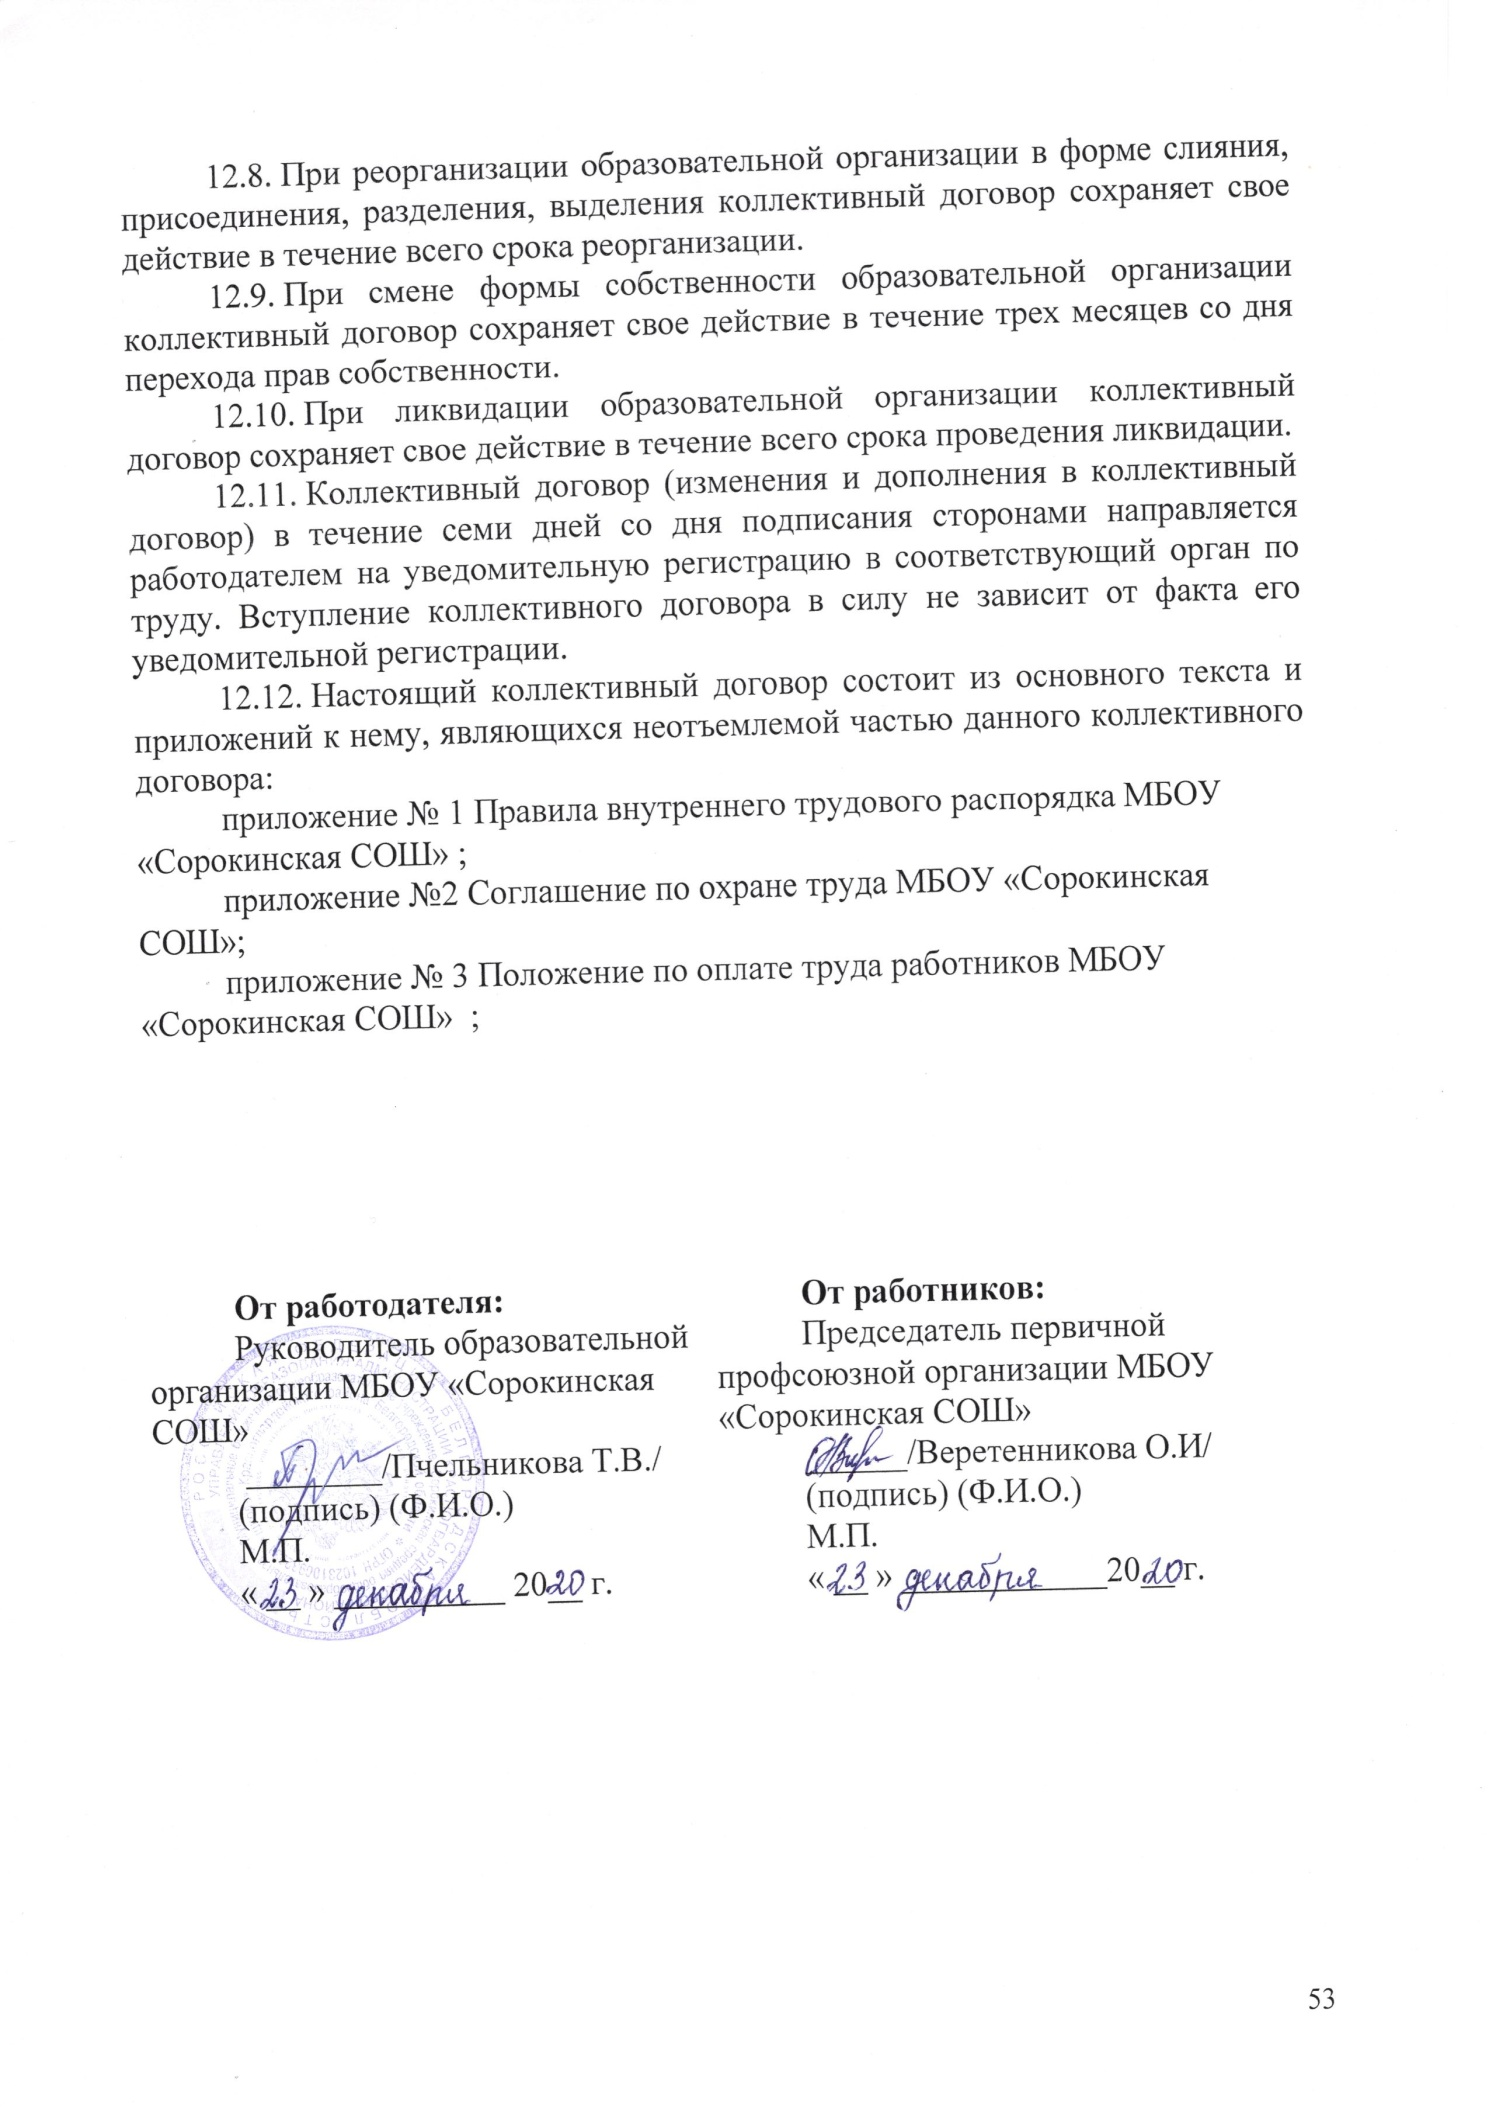 12.8. При реорганизации образовательной организации в форме слияния,
присоединения, разделения, выделения коллективный договор сохраняет свое
действие в течение всего срока реорганизации.
12.9. При смене формы собственности образовательной организации
коллективный договор сохраняет свое действие в течение трех месяцев со дня
перехода прав собственности.
12.10. При ликвидации образовательной организации коллективный
договор сохраняет свое действие в течение всего срока проведения ликвидации.
12.11. Коллективный договор (изменения и дополнения в коллективный
договор) в течение семи дней со дня подписания сторонами направляется
работодателем на уведомительную регистрацию в соответствующий орган по
труду. Вступление коллективного договора в силу не зависит от факта его
уведомительной регистрации.
12.12. Настоящий коллективный договор состоит из основного текста и
приложений к нему, являющихся неотъемлемой частью данного коллективного
договора:
приложение № 1 Правила внутреннего трудового распорядка МБОУ
«Сорокинская СОШ» ;
приложение №2 Соглашение по охране труда МБОУ «Сорокинская
СОШ»;
приложение № 3 Положение по оплате труда работников МБОУ
«Сорокинская СОШ» ;
От работодателя:
Руководитель образовательной
организации МБОУ «Сорокинская
СОШ»
/Пчельникова Т.В./
(подпись) (Ф.И.О.)
М.П.
«23» декабря 2020 г.
От работников:
Председатель первичной
профсоюзной организации МБОУ
«Сорокинская СОШ»
/Веретенникова О.И/
(подпись) (Ф.И.О.)
М.П.
«23» декабря 2020 г.
53